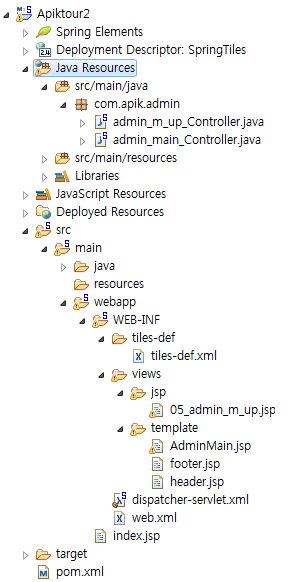 Apiktour2
Spring Elements
Deployment Descriptor: SpringTiles
Java Resources
src/main/java
com.apik.admin
admin_m_up_Controller.java
admin_main_Controller.java
src/main/resources
Libraries
JavaScript Resources
Deployed Resources
src
main
java
resources
webapp
WEB-INF
tiles-def
tiles-def.xml
views
jsp
05_admin_m_up.jsp
template
AdminMain.jsp
footer.jsp
header.jsp
dispatcher-servlet.xml
web.xml
index.jsp
target
pom.xml